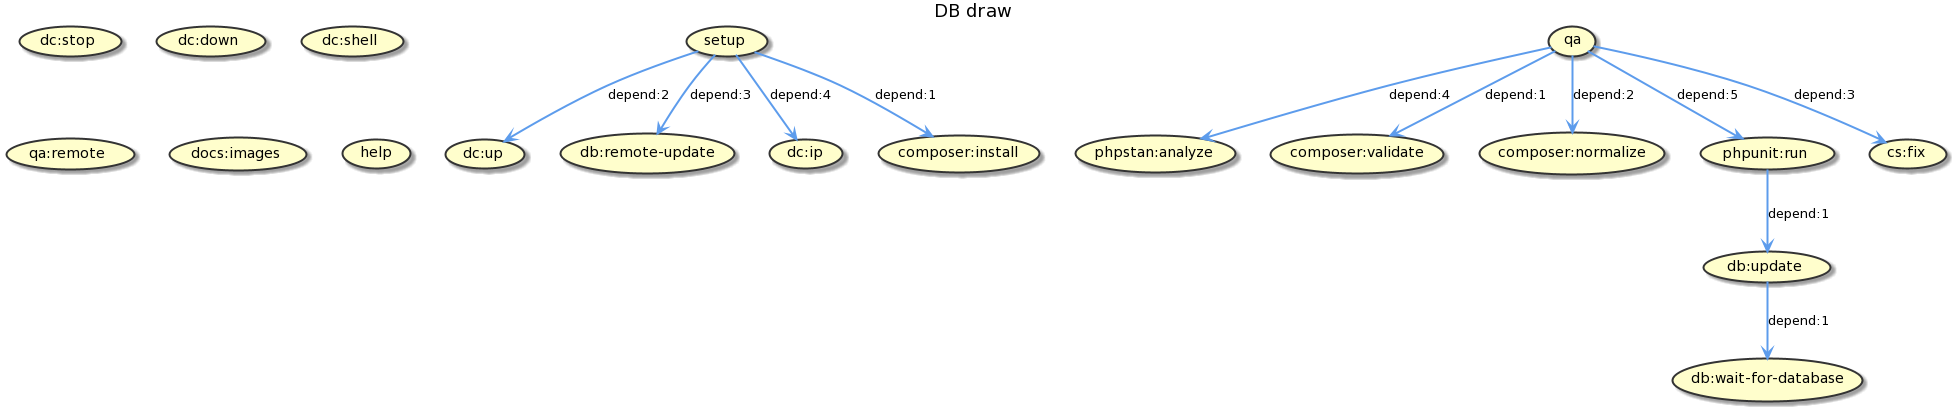 DB draw
dc:stop
dc:down
dc:shell
setup
qa
depend:2
depend:3
depend:4
depend:1
depend:4
depend:1
depend:2
depend:5
depend:3
qa:remote
docs:images
help
dc:up
db:remote-update
dc:ip
composer:install
phpstan:analyze
composer:validate
composer:normalize
phpunit:run
cs:fix
depend:1
db:update
depend:1
db:wait-for-database